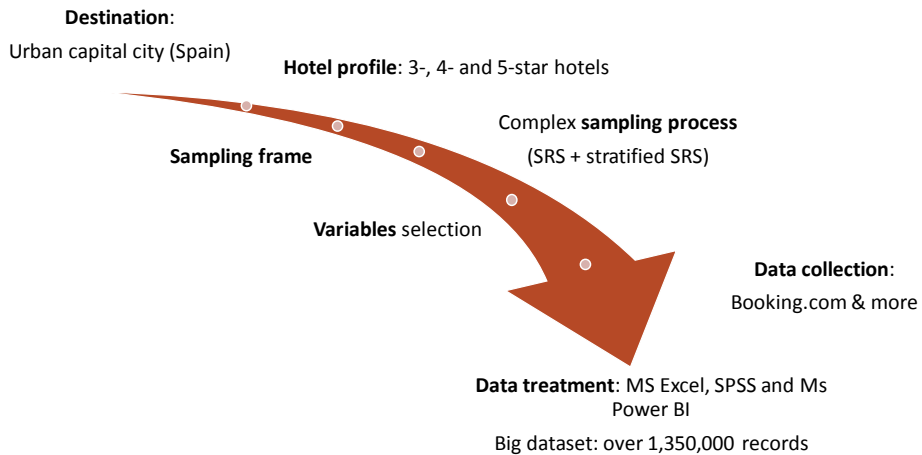 Destination:
Urban capital city (Spain)
Hotel profile: 3-, 4- and 5-star hotels
Sampling frame
Complex sampling process
(SRS + stratified SRS)
Variables selection
Data collection:
Booking.com & more
Data treatment: MS Excel, SPSS and Ms
Power BI
Big dataset: over 1,350,000 records